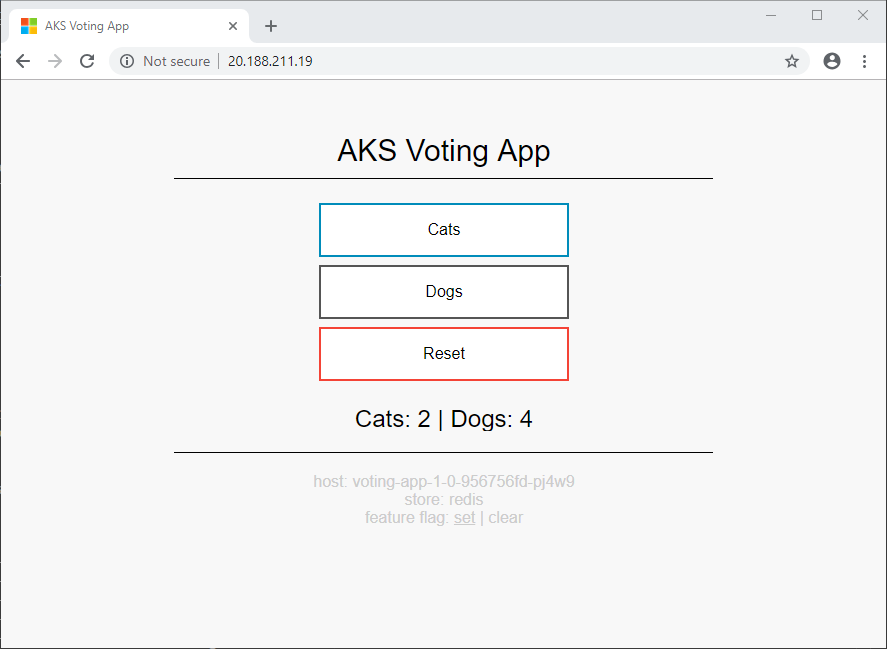 AKS Voting App
Not secure | 20.188.211.19
AKS Voting App
Cats
Dogs
Reset
Cats: 2 | Dogs: 4
host: voting-app-1-0-956756fd-pj4w9
store: redis
feature flag: set | clear